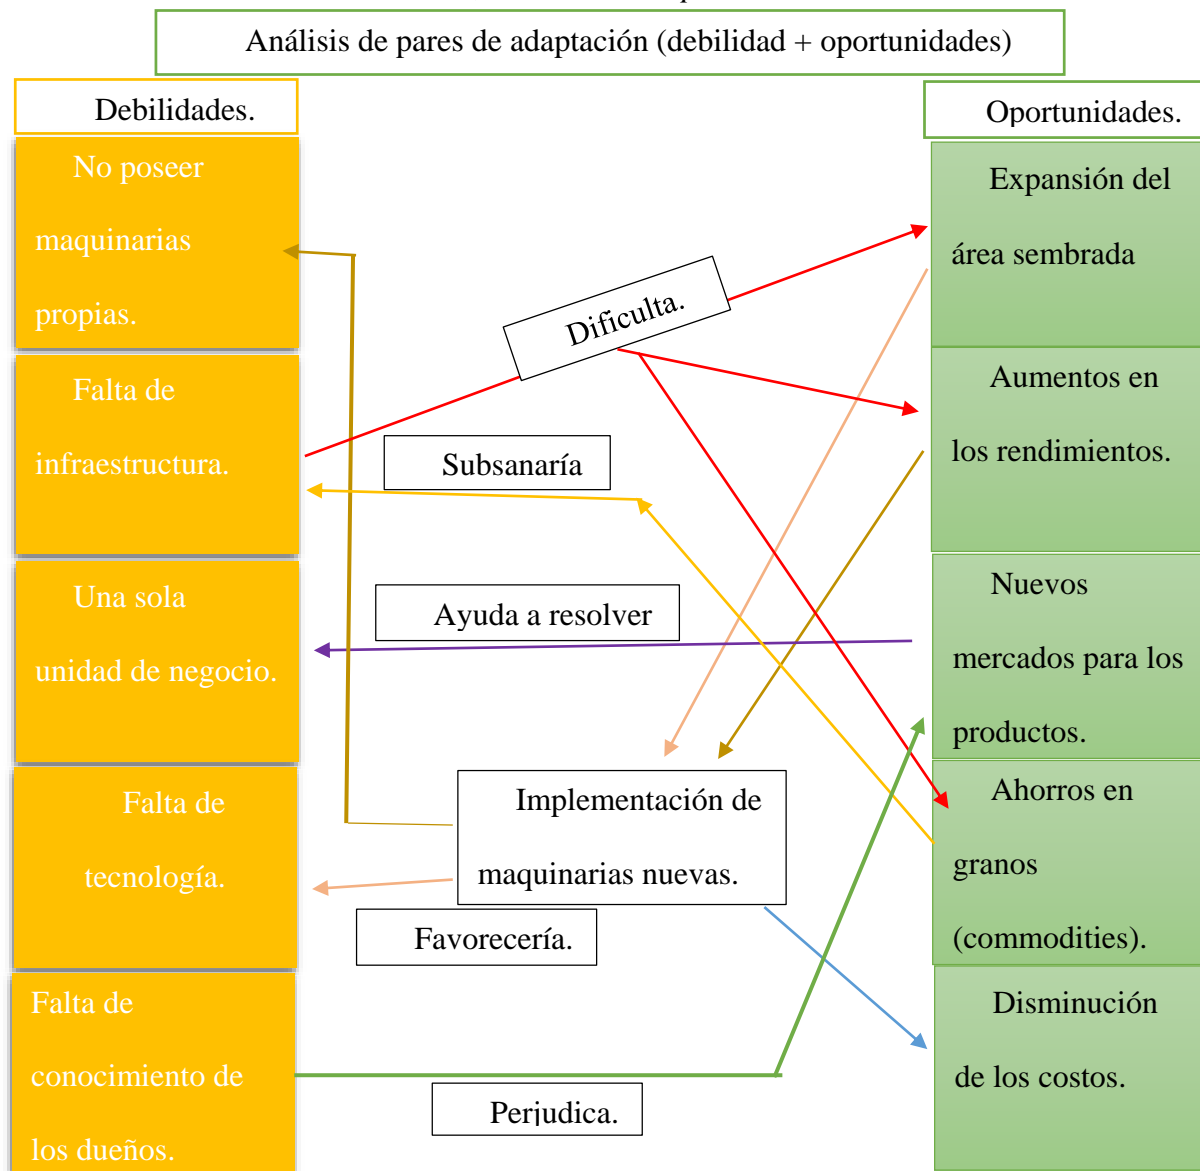 Análisis de pares de adaptación (debilidad + oportunidades)
Debilidades.
No poseer
maquinarias
propias.
Falta de
infraestructura.
Una sola
unidad de negocio.
Falta de
tecnología.
Falta de
conocimiento de
los dueños.
Dificulta.
Subsanaría
Ayuda a resolver
Implementación de
maquinarias nuevas.
Favorecería.
Perjudica.
Oportunidades.
Expansión del
área sembrada
Aumentos en
los rendimientos.
Nuevos
mercados para los
productos.
Ahorros en
granos
(commodities).
Disminución
de los costos.